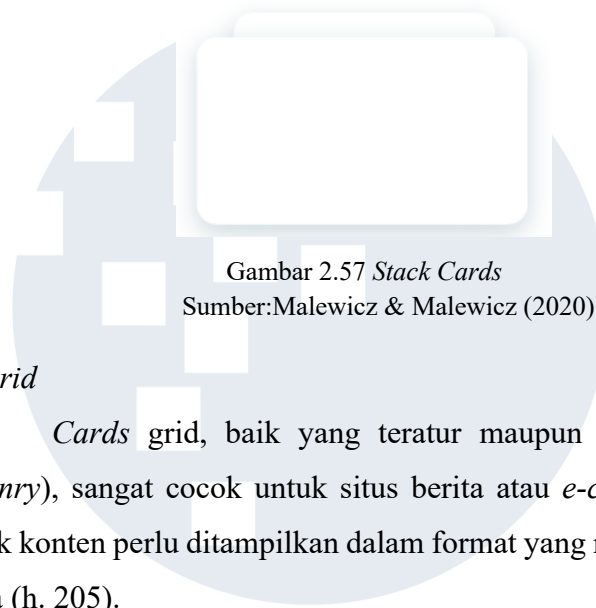 Gambar 2.57 Stack Cards
Sumber:Malewicz & Malewicz (2020)
rid
Cards grid, baik yang teratur maupun
nry), sangat cocok untuk situs berita atau e-c
k konten perlu ditampilkan dalam format yang
(h. 205).